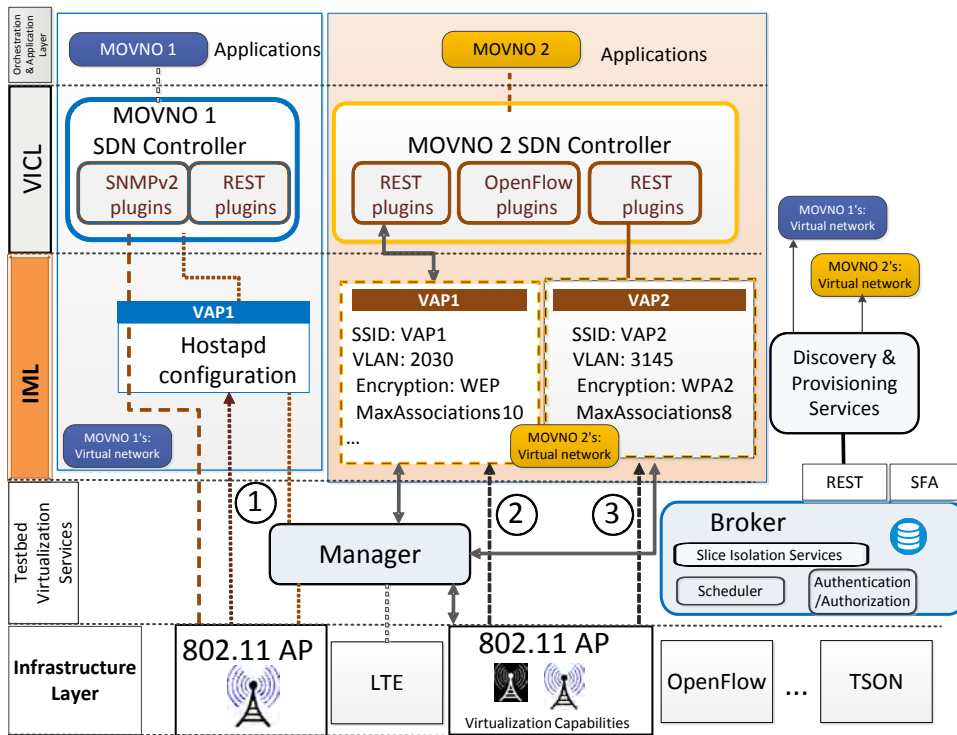 Orchestration
& Application
Layer
MOVNO 1
Applications
MOVNO 2
Applications
VICL
MOVNO 1
SDN Controller
SNMPv2
plugins
REST
plugins
MOVNO 2 SDN Controller
REST
plugins
OpenFlow
plugins
REST
plugins
MOVNO 1's:
Virtual network
MOVNO 2's:
Virtual network
IML
VAP1
Hostapd
configuration
MOVNO 1's:
Virtual network
VAP1
SSID: VAP1
VLAN: 2030
Encryption: WEP
MaxAssociations10
...
VAP2
SSID: VAP2
VLAN: 3145
Encryption: WPA2
MaxAssociations8
MOVNO 2's:
Virtual network
Discovery &
Provisioning
Services
REST
SFA
Testbed
Virtualization
Services
1
2
3
Manager
Broker
Slice Isolation Services
Scheduler
Authentication
/Authorization
Infrastructure
Layer
802.11 AP
LTE
802.11 AP
Virtualization Capabilities
OpenFlow
...
TSON